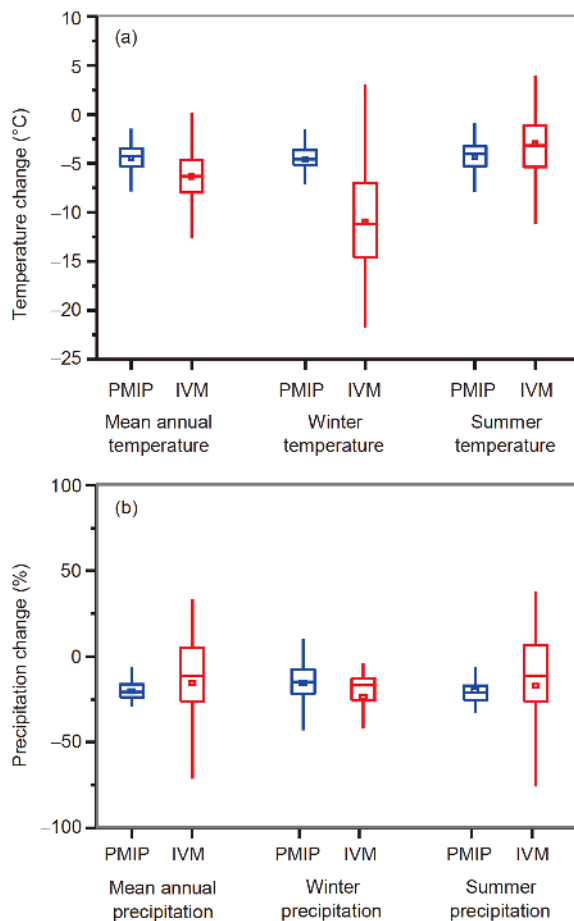 (a)
Temperature change (°C)
10
5
0
−5
−10
−15
−20
−25
PMIP IVM PMIP IVM PMIP IVM
Mean annual Winter Summer
temperature temperature temperature
(b)
Precipitation change (%)
100
50
0
−50
−100
PMIP IVM PMIP IVM PMIP IVM
Mean annual Winter Summer
precipitation precipitation precipitation